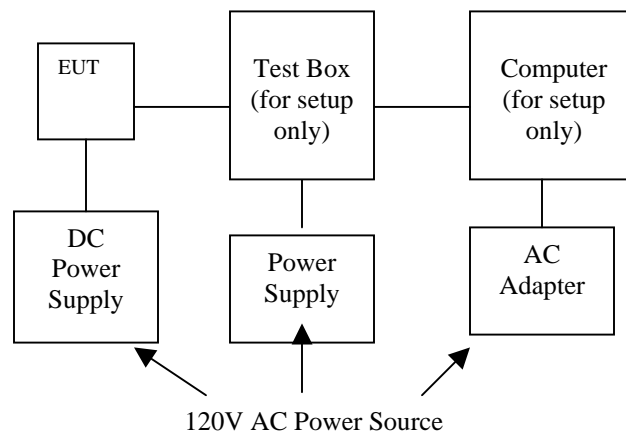 EUT
Test Box
(for setup
only)
Computer
(for setup
only)
DC
Power
Supply
Power
Supply
AC
Adapter
120V AC Power Source